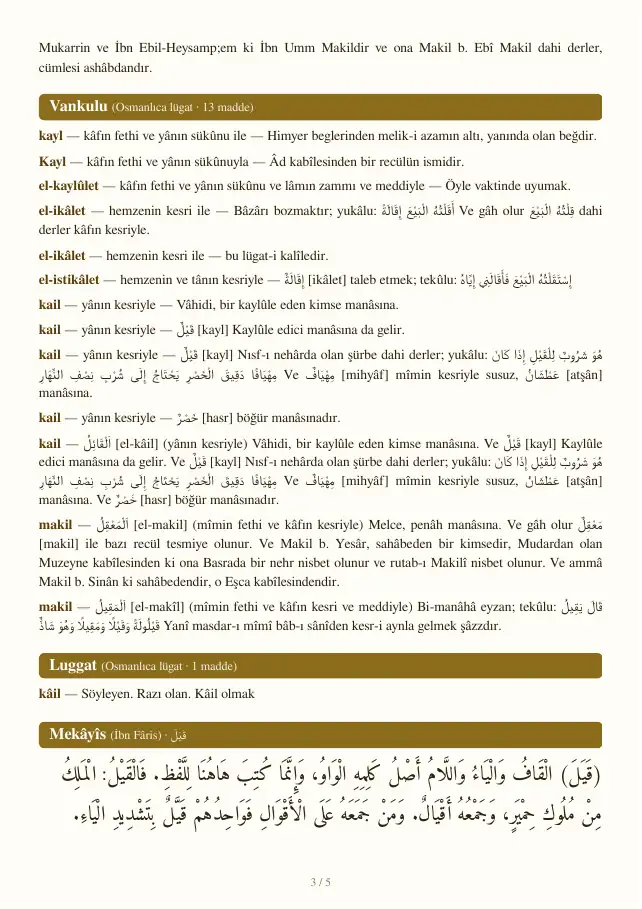 Mukarrin ve İbn Ebil-Heysamp;em ki İbn Umm Makildir ve ona Makil b. Ebî Makil dahi derler,
cümlesi ashâbdandır.
Vankulu (Osmanlıca lügat · 13 madde)
kayl — kâfın fethi ve yânın sükûnu ile — Himyer beglerinden melik-i azamın altı, yanında olan beğdir.
Kayl — kâfın fethi ve yânın sükûnuyla — Âd kabîlesinden bir recülün ismidir.
el-kaylûlet — kâfın fethi ve yânın sükûnu ve lâmın zammı ve meddiyle — Öyle vaktinde uyumak.
el-ikâlet — hemzenin kesri ile — Bâzârı bozmaktır; yukâlu: أَقَلْتُهُ الْبَيْعَ إِقَالَةً Ve gâh olur قِلْتُهُ الْبَيْعَ dahi
derler kâfın kesriyle.
el-ikâlet — hemzenin kesri ile — bu lügat-i kalîledir.
el-istikâlet — hemzenin ve tânın kesriyle — إِقَالَةٌ [ikâlet] taleb etmek; tekûlu: إِسْتَقَلْتُهُ الْبَيْعَ فَأَقَالَنِي إِيَّاهُ
kail — yânın kesriyle — Vâhidi, bir kaylûle eden kimse manâsına.
kail — yânın kesriyle — قَيْلٌ [kayl] Kaylûle edici manâsına da gelir.
kail — yânın kesriyle — قَيْلٌ [kayl] Nısf-ı nehârda olan şürbe dahi derler; yukâlu: هُوَ شَرُوبٌ لِلْقَيْلِ إِذَا كَانَ
مِهْيَافًا دَقِيقَ الْخَصْرِ يَحْتَاجُ إِلَى شُرْبِ نِصْفِ النَّهَارِ Ve مِهْيَافٌ [mihyâf] mîmin kesriyle susuz, عَطْشَانُ [atşân]
manâsına.
kail — yânın kesriyle — خَصْرٌ [hasr] böğür manâsınadır.
kail — اَلْقَائِلُ [el-kâil] (yânın kesriyle) Vâhidi, bir kaylûle eden kimse manâsına. Ve قَيْلٌ [kayl] Kaylûle
edici manâsına da gelir. Ve قَيْلٌ [kayl] Nısf-ı nehârda olan şürbe dahi derler; yukâlu: هُوَ شَرُوبٌ لِلْقَيْلِ إِذَا كَانَ
مِهْيَافًا دَقِيقَ الْخَصْرِ يَحْتَاجُ إِلَى شُرْبِ نِصْفِ النَّهَارِ Ve مِهْيَافٌ [mihyâf] mîmin kesriyle susuz, عَطْشَانُ [atşân]
manâsına. Ve خَصْرٌ [hasr] böğür manâsınadır.
makil — اَلْمَعْقِلُ [el-makil] (mîmin fethi ve kâfın kesriyle) Melce, penâh manâsına. Ve gâh olur مَعْقِلٌ
[makil] ile bazı recül tesmiye olunur. Ve Makil b. Yesâr, sahâbeden bir kimsedir, Mudardan olan
Muzeyne kabîlesinden ki ona Basrada bir nehr nisbet olunur ve rutab-ı Makilî nisbet olunur. Ve ammâ
Makil b. Sinân ki sahâbedendir, o Eşca kabîlesindendir.
makil — اَلْمَقِيلُ [el-makîl] (mîmin fethi ve kâfın kesri ve meddiyle) Bi-manâhâ eyzan; tekûlu: قَالَ يَقِيلُ
قَيْلُولَةً وَقَيْلًا وَمَقِيلًا وَهُوَ شَاذٌّ Yanî masdar-ı mîmî bâb-ı sânîden kesr-i aynla gelmek şâzzdır.
Luggat (Osmanlıca lügat · 1 madde)
kâil — Söyleyen. Razı olan. Kâil olmak
Mekâyîs (İbn Fâris) · قَيَلَ
(قَيَلَ) الْقَافُ وَالْيَاءُ وَاللَّامُ أَصْلُ كَلِمِهِ الْوَاوُ، وَإِنَّمَا كُتِبَ هَاهُنَا لِلَّفْظِ. فَالْقَيْلُ: الْمَلِكُ
مِنْ مُلُوكِ حِمْيَرٍ، وَجَمْعُهُ أَقْيَالٌ. وَمَنْ جَمَعَهُ عَلَى الْأَقْوَالِ فَوَاحِدُهُمْ قَيَّلٌ بِتَشْدِيدِ الْيَاءِ.
3 / 5